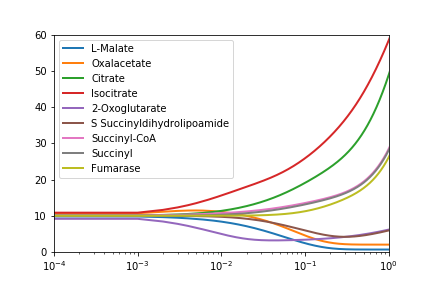 60
50
40
30
20
10
0
L-Malate
Oxalacetate
Citrate
Isocitrate
2-Oxoglutarate
S Succinyldihydrolipoamide
Succinyl-CoA
Succinyl
Fumarase
10⁻⁴ 10⁻³ 10⁻² 10⁻¹ 10⁰